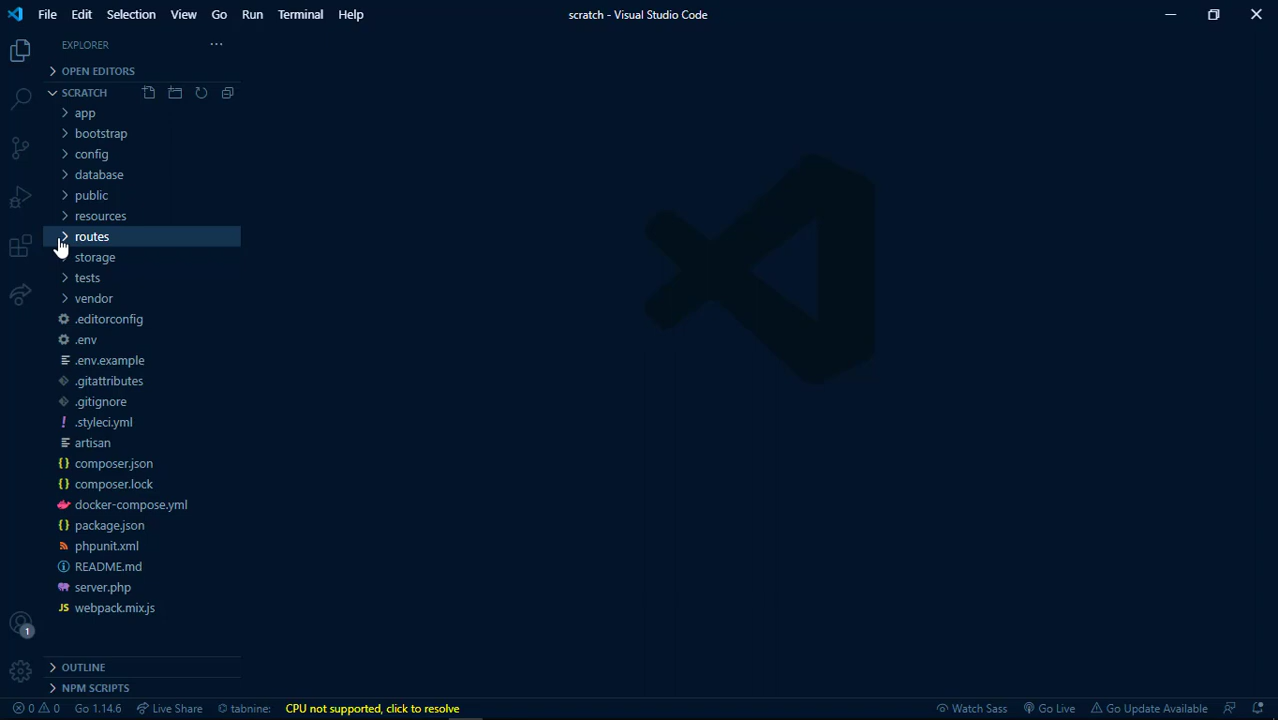 File Edit Selection View Go Run Terminal Help scratch - Visual Studio Code
EXPLORER
OPEN EDITORS
SCRATCH
app
bootstrap
config
database
public
resources
routes
storage
tests
vendor
.editorconfig
.env
.env.example
.gitattributes
.gitignore
.styleci.yml
artisan
composer.json
composer.lock
docker-compose.yml
package.json
phpunit.xml
README.md
server.php
JS webpack.mix.js
1
OUTLINE
NPM SCRIPTS
0 0 Go 1.14.6 Live Share tabnine: CPU not supported, click to resolve Watch Sass Go Live Go Update Available